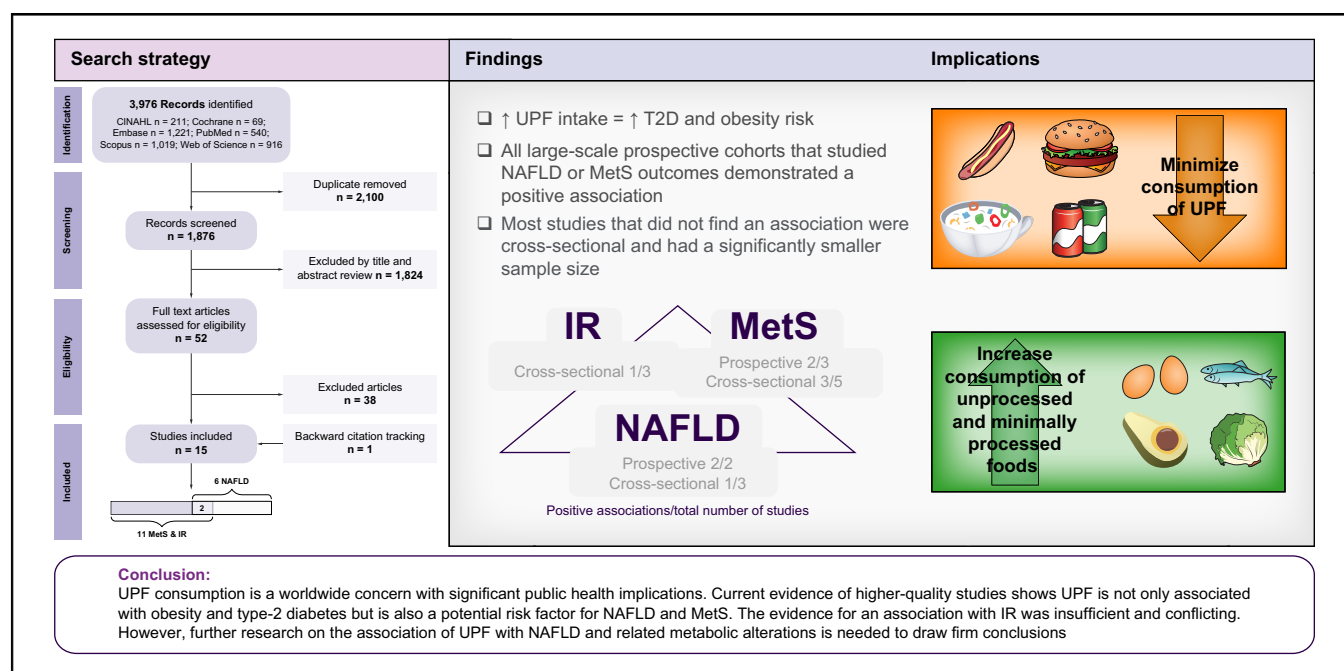 Search strategy
Identification
3,976 Records identified
CINAHL n = 211; Cochrane n = 69;
Embase n = 1,221; PubMed n = 540;
Scopus n = 1,019; Web of Science n = 916
Screening
Duplicate removed
n = 2,100
Records screened
n = 1,876
Excluded by title and
abstract review n = 1,824
Eligibility
Full text articles
assessed for eligibility
n = 52
Excluded articles
n = 38
Included
Studies included
n = 15
Backward citation tracking
n = 1
6 NAFLD
2
11 MetS & IR
Findings
☐ ↑ UPF intake = ↑ T2D and obesity risk
☐ All large-scale prospective cohorts that studied
NAFLD or MetS outcomes demonstrated a
positive association
☐ Most studies that did not find an association were
cross-sectional and had a significantly smaller
sample size
IR
Cross-sectional 1/3
MetS
Prospective 2/3
Cross-sectional 3/5
NAFLD
Prospective 2/2
Cross-sectional 1/3
Positive associations/total number of studies
Implications
Minimize
consumption
of UPF
Increase
consumption of
unprocessed
and minimally
processed
foods
Conclusion:
UPF consumption is a worldwide concern with significant public health implications. Current evidence of higher-quality studies shows UPF is not only associated
with obesity and type-2 diabetes but is also a potential risk factor for NAFLD and MetS. The evidence for an association with IR was insufficient and conflicting.
However, further research on the association of UPF with NAFLD and related metabolic alterations is needed to draw firm conclusions